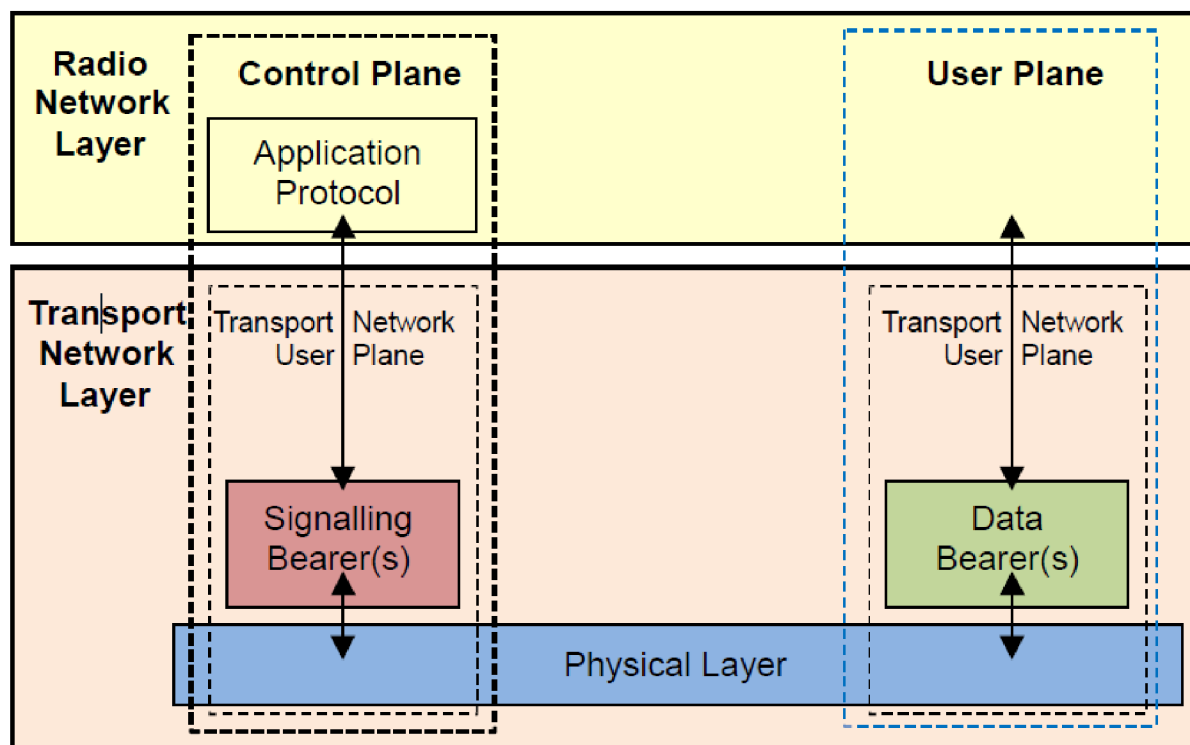 Radio
Network
Layer
Control Plane
User Plane
Application
Protocol
Transport
Network
Layer
Transport Network
User Plane
Transport Network
User Plane
Signalling
Bearer(s)
Data
Bearer(s)
Physical Layer